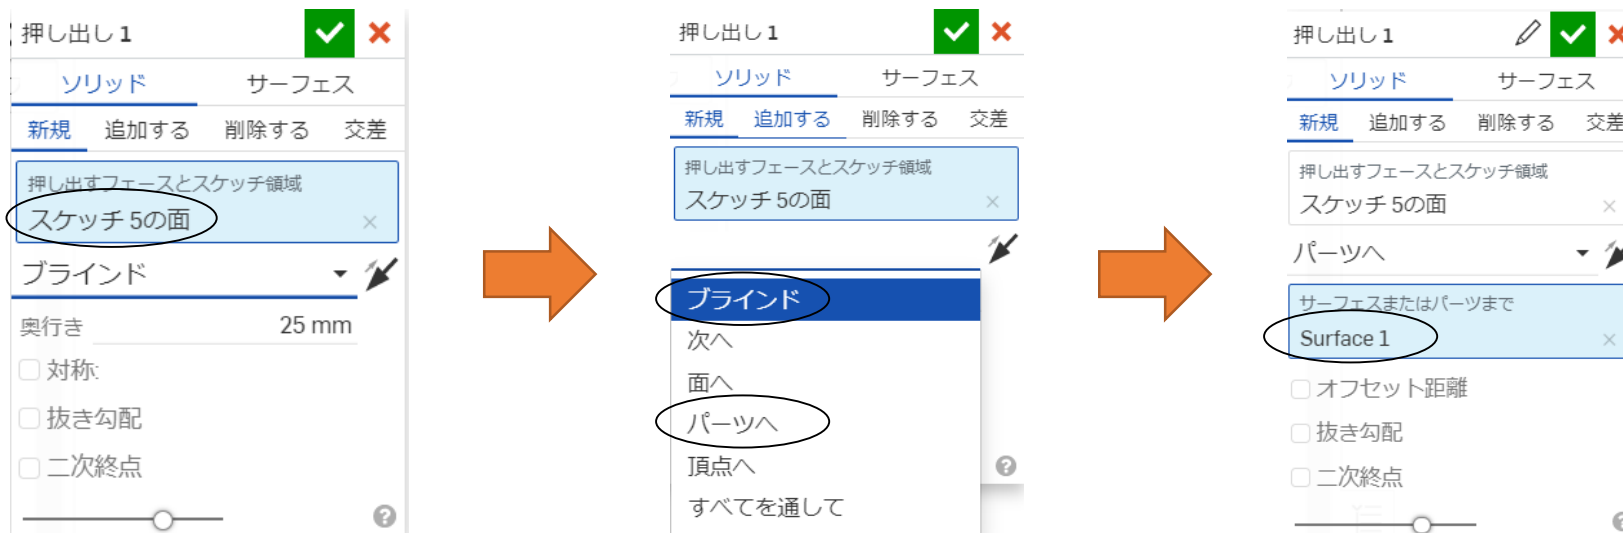 押し出し 1
ソリッド サーフェス
新規 追加する 削除する 交差
押し出すフェースとスケッチ領域
スケッチ 5の面
ブラインド
奥行き 25 mm
対称:
抜き勾配
二次終点
押し出し 1
ソリッド サーフェス
新規 追加する 削除する 交差
押し出すフェースとスケッチ領域
スケッチ 5の面
ブラインド
次へ
面へ
パーツへ
頂点へ
すべてを通して
押し出し 1
ソリッド サーフェス
新規 追加する 削除する 交差
押し出すフェースとスケッチ領域
スケッチ 5の面
パーツへ
サーフェスまたはパーツまで
Surface 1
オフセット距離
抜き勾配
二次終点